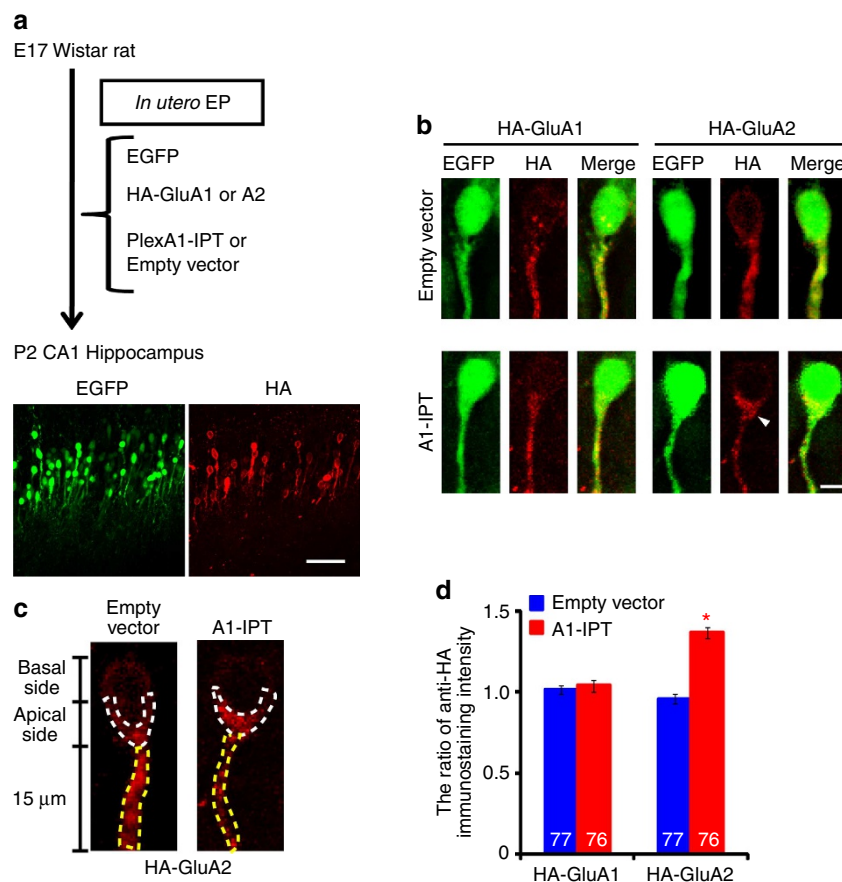 a
E17 Wistar rat
In utero EP
EGFP
HA-GluA1 or A2
PlexA1-IPT or
Empty vector
P2 CA1 Hippocampus
EGFP HA
b
HA-GluA1 HA-GluA2
EGFP HA Merge EGFP HA Merge
Empty vector
A1-IPT
c
Empty
vector
A1-IPT
Basal
side
Apical
side
15 μm
HA-GluA2
d
Empty vector
A1-IPT
*
The ratio of anti-HA
immunostaining intensity
1.5
1.0
0.5
0
77 76 77 76
HA-GluA1 HA-GluA2